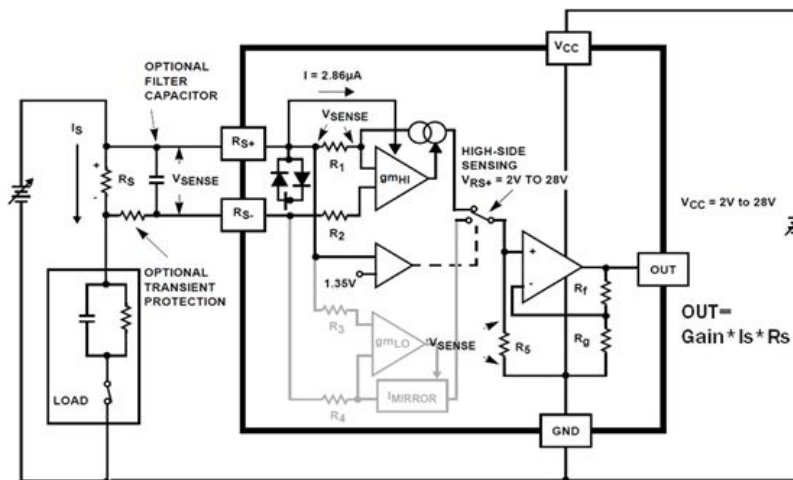 OPTIONAL
FILTER
CAPACITOR
I = 2.86μA
VCC
IS
RS+
VSENSE
R1
gmHI
HIGH-SIDE
SENSING
VRS+ = 2V TO 28V
+
RS
-
VSENSE
RS-
R2
VCC = 2V to 28V
OPTIONAL
TRANSIENT
PROTECTION
1.35V
+
-
OUT
Rf
R3
gmLO
VSENSE
R5
Rg
OUT=
Gain*Is*Rs
LOAD
R4
IMIRROR
GND